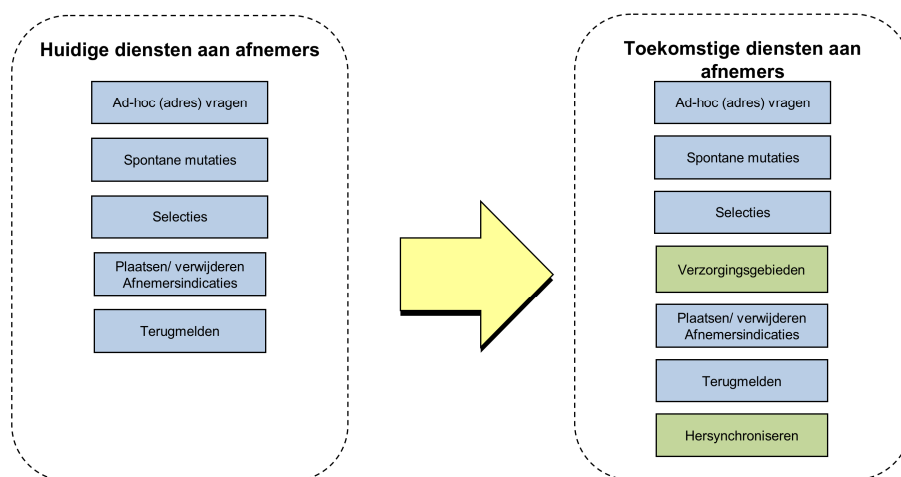 Huidige diensten aan afnemers
Ad-hoc (adres) vragen
Spontane mutaties
Selecties
Plaatsen/ verwijderen
Afnemersindicaties
Terugmelden
Toekomstige diensten aan
afnemers
Ad-hoc (adres) vragen
Spontane mutaties
Selecties
Verzorgingsgebieden
Plaatsen/ verwijderen
Afnemersindicaties
Terugmelden
Hersynchroniseren